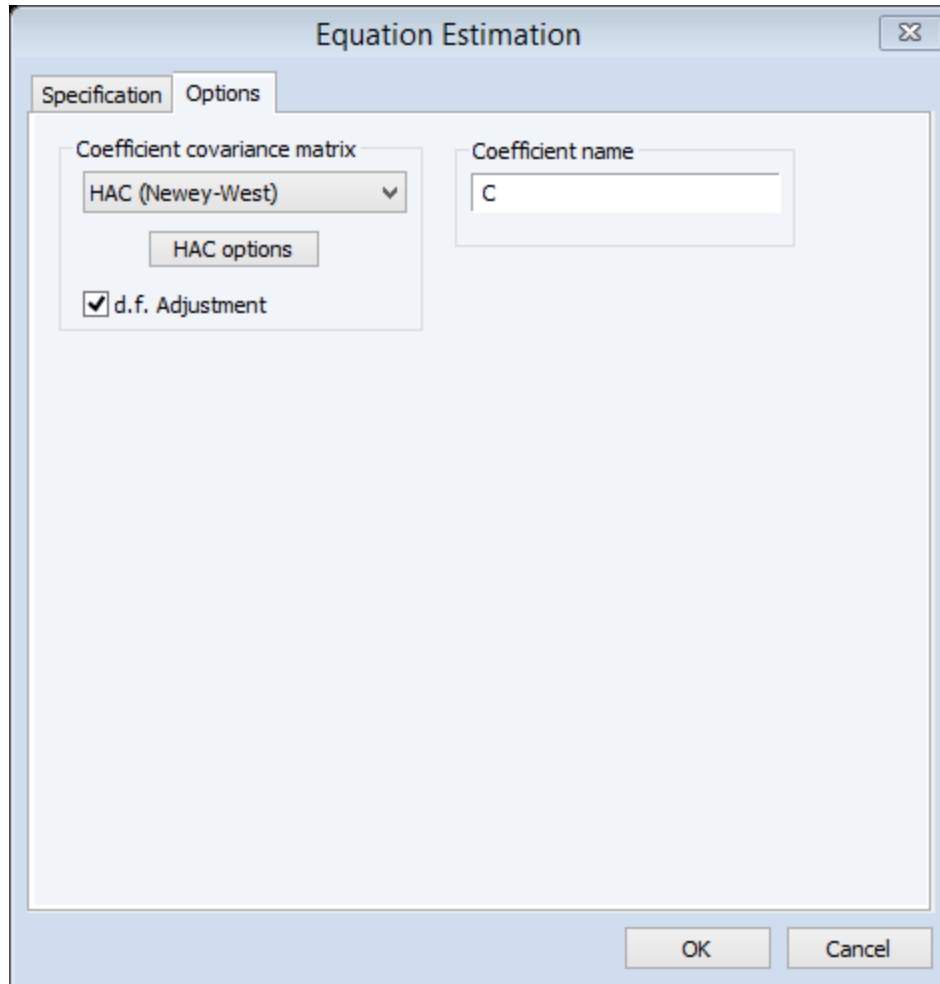 Equation Estimation
Specification
Options
Coefficient covariance matrix
HAC (Newey-West)
HAC options
d.f. Adjustment
Coefficient name
C
OK
Cancel